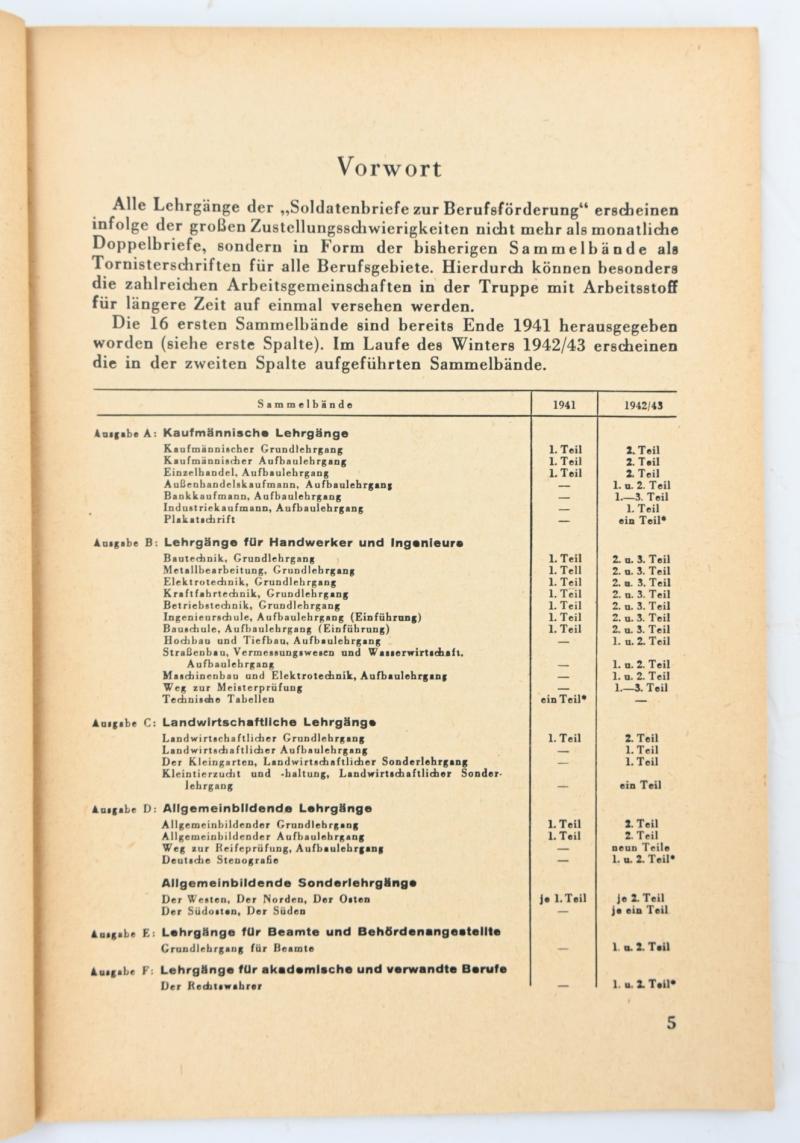 Vorwort
Alle Lehrgänge der „Soldatenbriefe zur Berufsförderung“ erscheinen
infolge der großen Zustellungsschwierigkeiten nicht mehr als monatliche
Doppelbriefe, sondern in Form der bisherigen Sammelbände als
Tornisterschriften für alle Berufsgebiete. Hierdurch können besonders
die zahlreichen Arbeitsgemeinschaften in der Truppe mit Arbeitsstoff
für längere Zeit auf einmal versehen werden.
Die 16 ersten Sammelbände sind bereits Ende 1941 herausgegeben
worden (siehe erste Spalte). Im Laufe des Winters 1942/43 erscheinen
die in der zweiten Spalte aufgeführten Sammelbände.
Sammelbände 1941 1942/43
Ausgabe A: Kaufmännische Lehrgänge
Kaufmännischer Grundlehrgang 1. Teil 2. Teil
Kaufmännischer Aufbaulehrgang 1. Teil 2. Teil
Einzelhandel, Aufbaulehrgang 1. Teil 2. Teil
Außenhandelskaufmann, Aufbaulehrgang — 1. u. 2. Teil
Bankkaufmann, Aufbaulehrgang — 1.—3. Teil
Industriekaufmann, Aufbaulehrgang — 1. Teil
Plakatschrift — ein Teil*
Ausgabe B: Lehrgänge für Handwerker und Ingenieure
Bautechnik, Grundlehrgang 1. Teil 2. u. 3. Teil
Metallbearbeitung, Grundlehrgang 1. Teil 2. u. 3. Teil
Elektrotechnik, Grundlehrgang 1. Teil 2. u. 3. Teil
Kraftfahrtechnik, Grundlehrgang 1. Teil 2. u. 3. Teil
Betriebstechnik, Grundlehrgang 1. Teil 2. u. 3. Teil
Ingenieurschule, Aufbaulehrgang (Einführung) 1. Teil 2. u. 3. Teil
Bauschule, Aufbaulehrgang (Einführung) 1. Teil 2. u. 3. Teil
Hochbau und Tiefbau, Aufbaulehrgang — 1. u. 2. Teil
Straßenbau, Vermessungswesen und Wasserwirtschaft,
Aufbaulehrgang — 1. u. 2. Teil
Maschinenbau und Elektrotechnik, Aufbaulehrgang — 1. u. 2. Teil
Weg zur Meisterprüfung — 1.—3. Teil
Technische Tabellen ein Teil* —
Ausgabe C: Landwirtschaftliche Lehrgänge
Landwirtschaftlicher Grundlehrgang 1. Teil 2. Teil
Landwirtschaftlicher Aufbaulehrgang — 1. Teil
Der Kleingarten, Landwirtschaftlicher Sonderlehrgang — 1. Teil
Kleintierzucht und -haltung, Landwirtschaftlicher Sonder-
lehrgang — ein Teil
Ausgabe D: Allgemeinbildende Lehrgänge
Allgemeinbildender Grundlehrgang 1. Teil 2. Teil
Allgemeinbildender Aufbaulehrgang 1. Teil 2. Teil
Weg zur Reifeprüfung, Aufbaulehrgang — neun Teile
Deutsche Stenografie — 1. u. 2. Teil*
Allgemeinbildende Sonderlehrgänge
Der Westen, Der Norden, Der Osten je 1. Teil je 2. Teil
Der Südosten, Der Süden — je ein Teil
Ausgabe E: Lehrgänge für Beamte und Behördenangestellte
Grundlehrgang für Beamte — 1. u. 2. Teil
Ausgabe F: Lehrgänge für akademische und verwandte Berufe
Der Rechtswahrer — 1. u. 2. Teil*
5